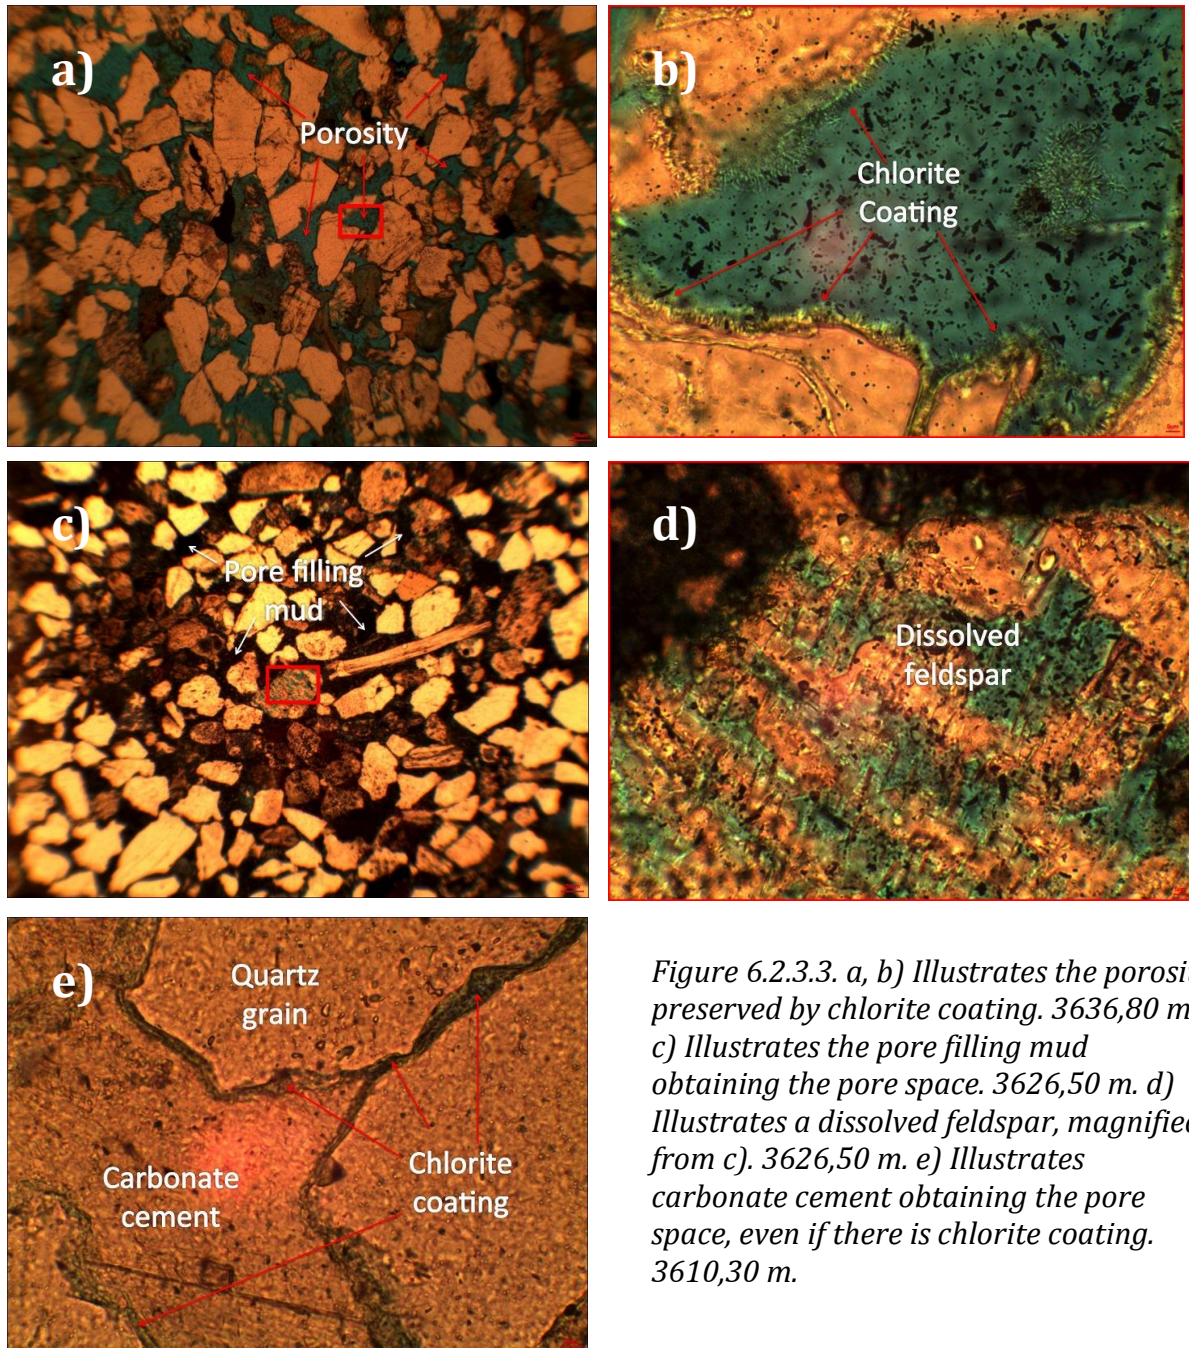 a)
Porosity
b)
Chlorite
Coating
c)
Pore filling
mud
d)
Dissolved
feldspar
e)
Quartz
grain
Carbonate
cement
Chlorite
coating
Figure 6.2.3.3. a, b) Illustrates the porosi
preserved by chlorite coating. 3636,80 m
c) Illustrates the pore filling mud
obtaining the pore space. 3626,50 m. d)
Illustrates a dissolved feldspar, magnifie
from c). 3626,50 m. e) Illustrates
carbonate cement obtaining the pore
space, even if there is chlorite coating.
3610,30 m.